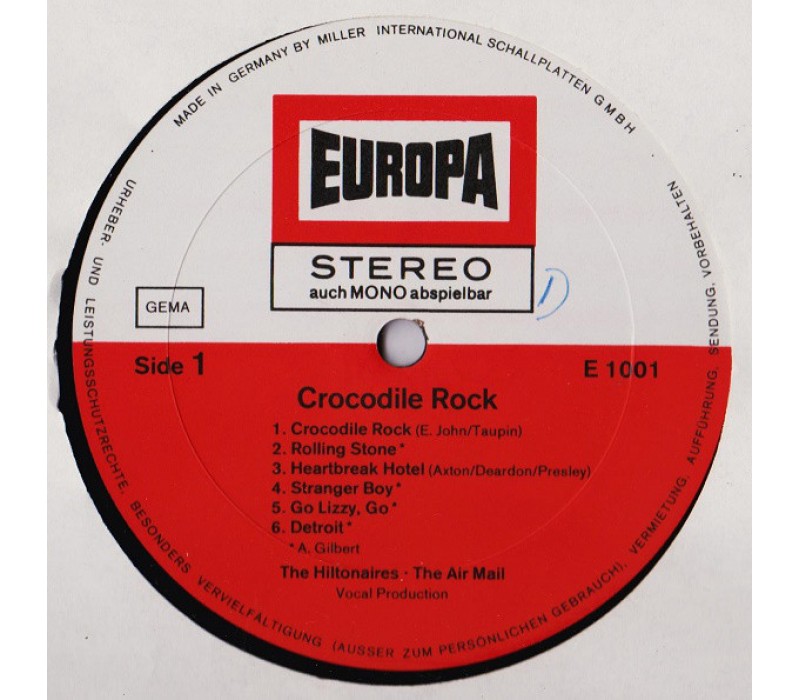 MADE IN GERMANY BY MILLER INTERNATIONAL SCHALLPLATTEN GMBH
EUROPA
STEREO
auch MONO abspielbar
1)
GEMA
Side 1
E 1001
Crocodile Rock
1. Crocodile Rock (E. John/Taupin)
2. Rolling Stone*
3. Heartbreak Hotel (Axton/Deardon/Presley)
4. Stranger Boy*
5. Go Lizzy, Go*
6. Detroit*
* A. Gilbert
The Hiltonaires · The Air Mail
Vocal Production
URHEBER- UND LEISTUNGSSCHUTZRECHTE, BESONDERS VERVIELFÄLTIGUNG (AUSSER ZUM PERSÖNLICHEN GEBRAUCH), VERMIETUNG, AUFFÜHRUNG, SENDUNG, VORBEHALTEN